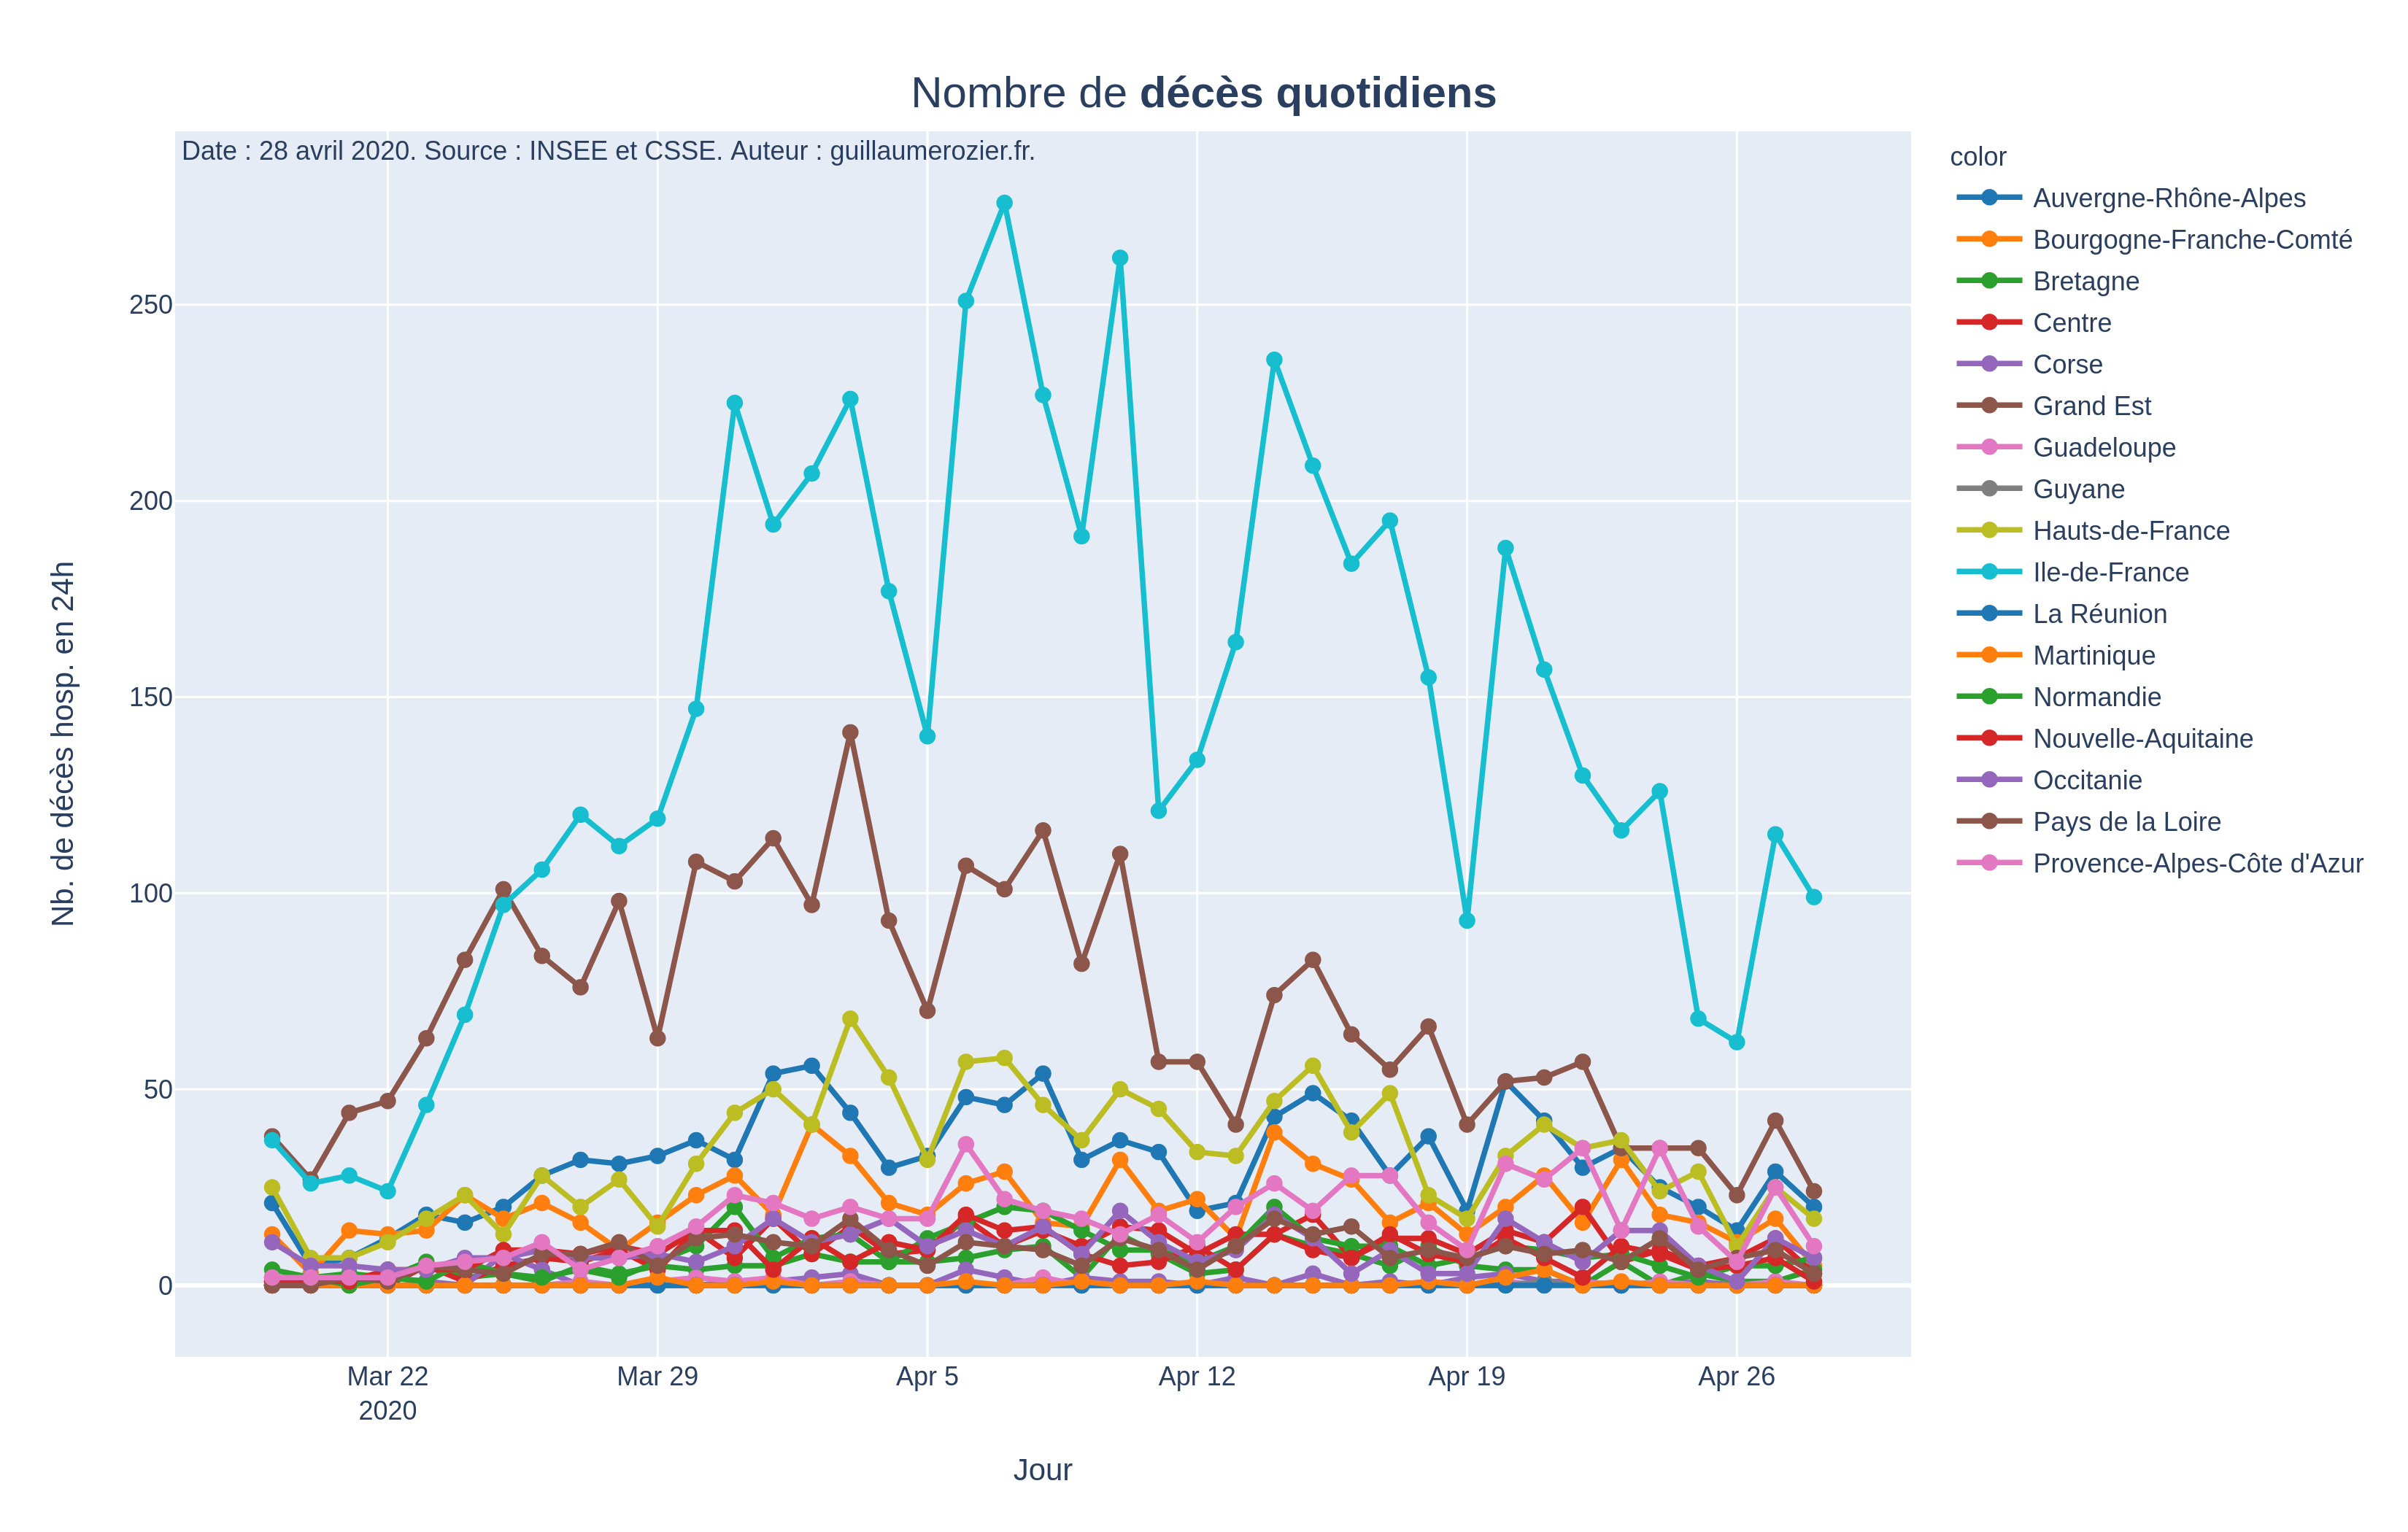 Nombre de décès quotidiens
Date : 28 avril 2020. Source : INSEE et CSSE. Auteur : guillaumerozier.fr.
Nb. de décès hosp. en 24h
250
200
150
100
50
0
Mar 22
2020
Mar 29
Apr 5
Apr 12
Apr 19
Apr 26
Jour
color
Auvergne-Rhône-Alpes
Bourgogne-Franche-Comté
Bretagne
Centre
Corse
Grand Est
Guadeloupe
Guyane
Hauts-de-France
Ile-de-France
La Réunion
Martinique
Normandie
Nouvelle-Aquitaine
Occitanie
Pays de la Loire
Provence-Alpes-Côte d'Azur